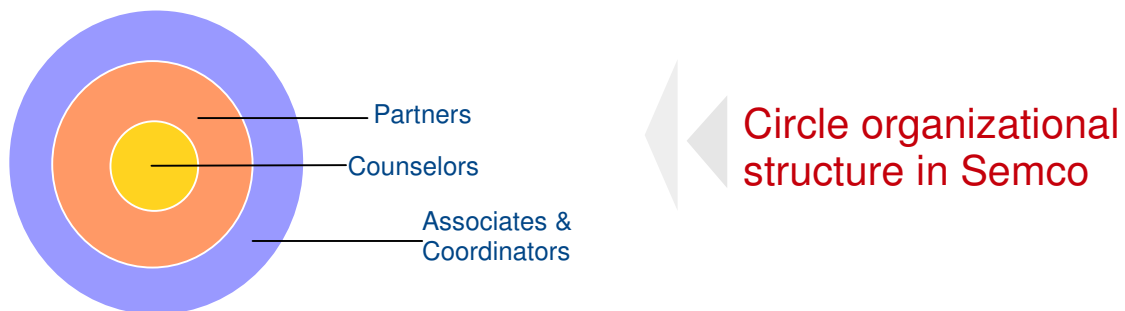 Partners
Counselors
Associates &
Coordinators
Circle organizational
structure in Semco